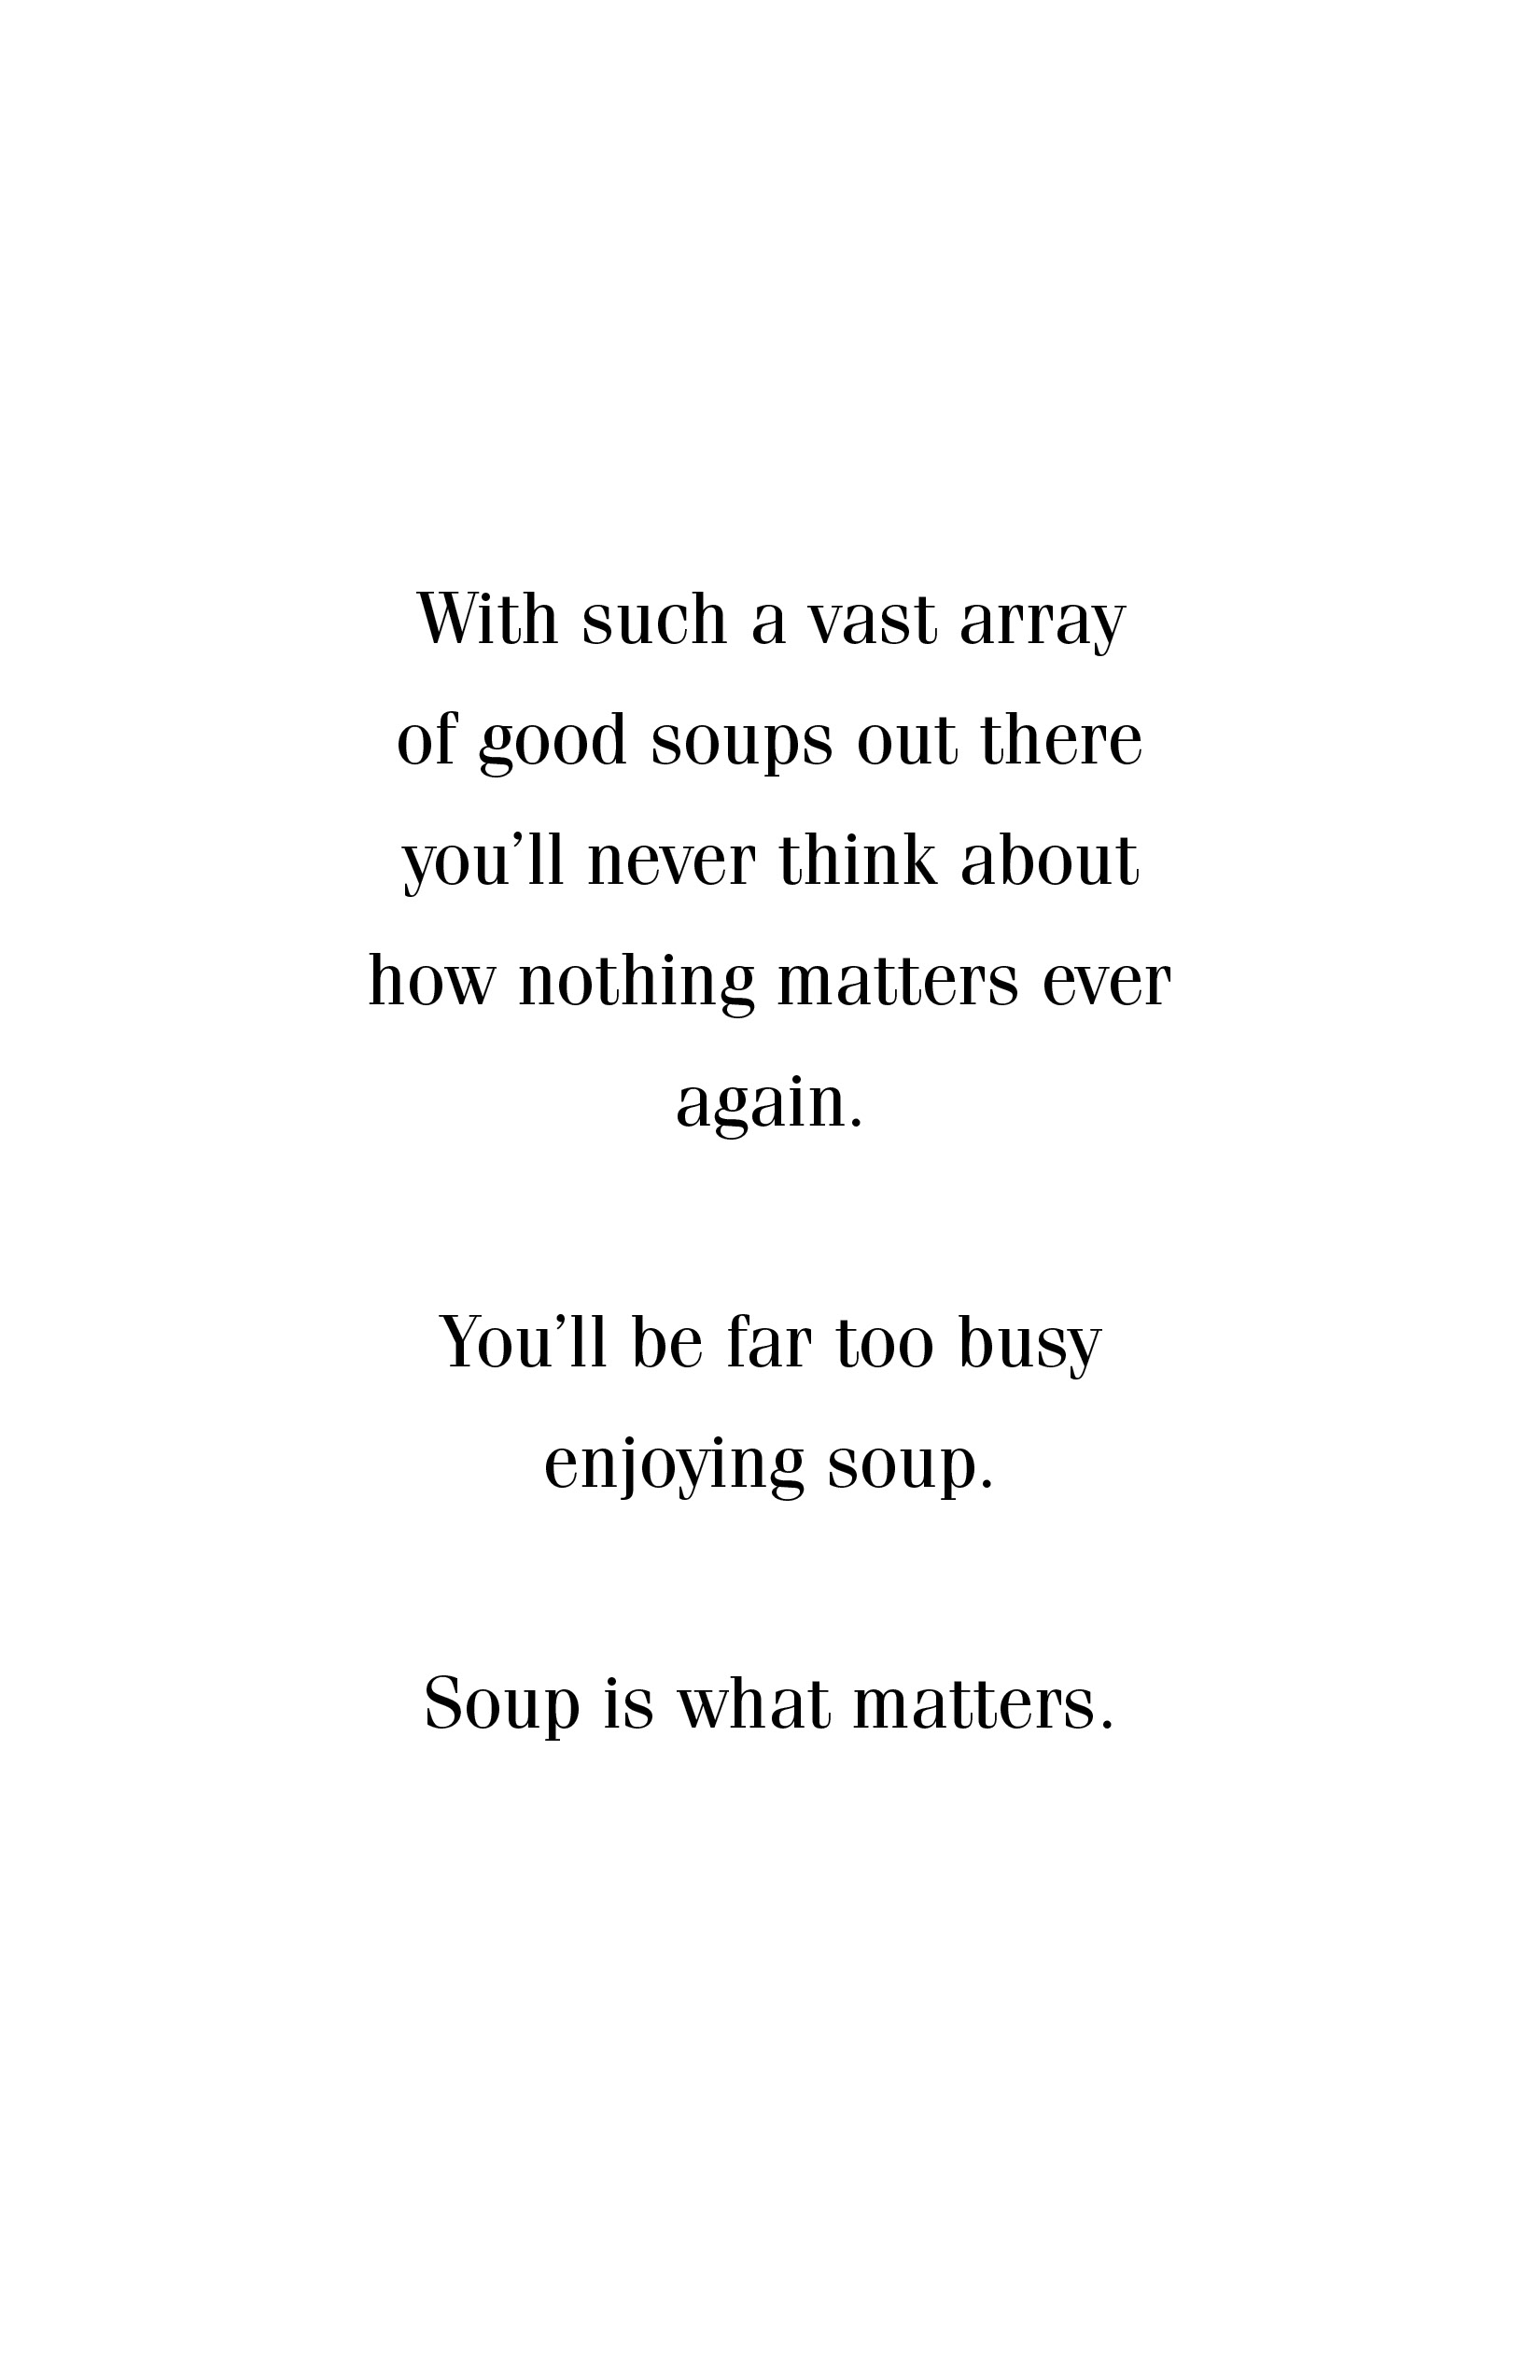 With such a vast array
of good soups out there
you’ll never think about
how nothing matters ever
again.
You’ll be far too busy
enjoying soup.
Soup is what matters.